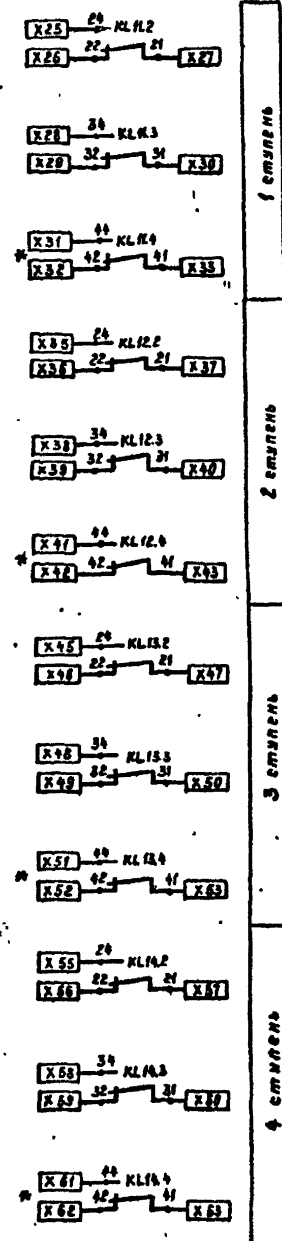 X25 24 KL11.2
X26 22 21 X27
X28 34 KL11.3
X29 32 31 X30
X31 44 KL11.4
* X32 42 41 X33
1 ступень
X35 24 KL12.2
X36 22 21 X37
X38 34 KL12.3
X39 32 31 X40
X41 44 KL12.4
* X42 42 41 X43
2 ступень
X45 24 KL13.2
X46 22 21 X47
X48 34 KL13.3
X49 32 31 X50
X51 44 KL13.4
* X52 42 41 X53
3 ступень
X55 24 KL14.2
X56 22 21 X57
X58 34 KL14.3
X59 32 31 X60
X61 44 KL14.4
* X62 42 41 X63
4 ступень